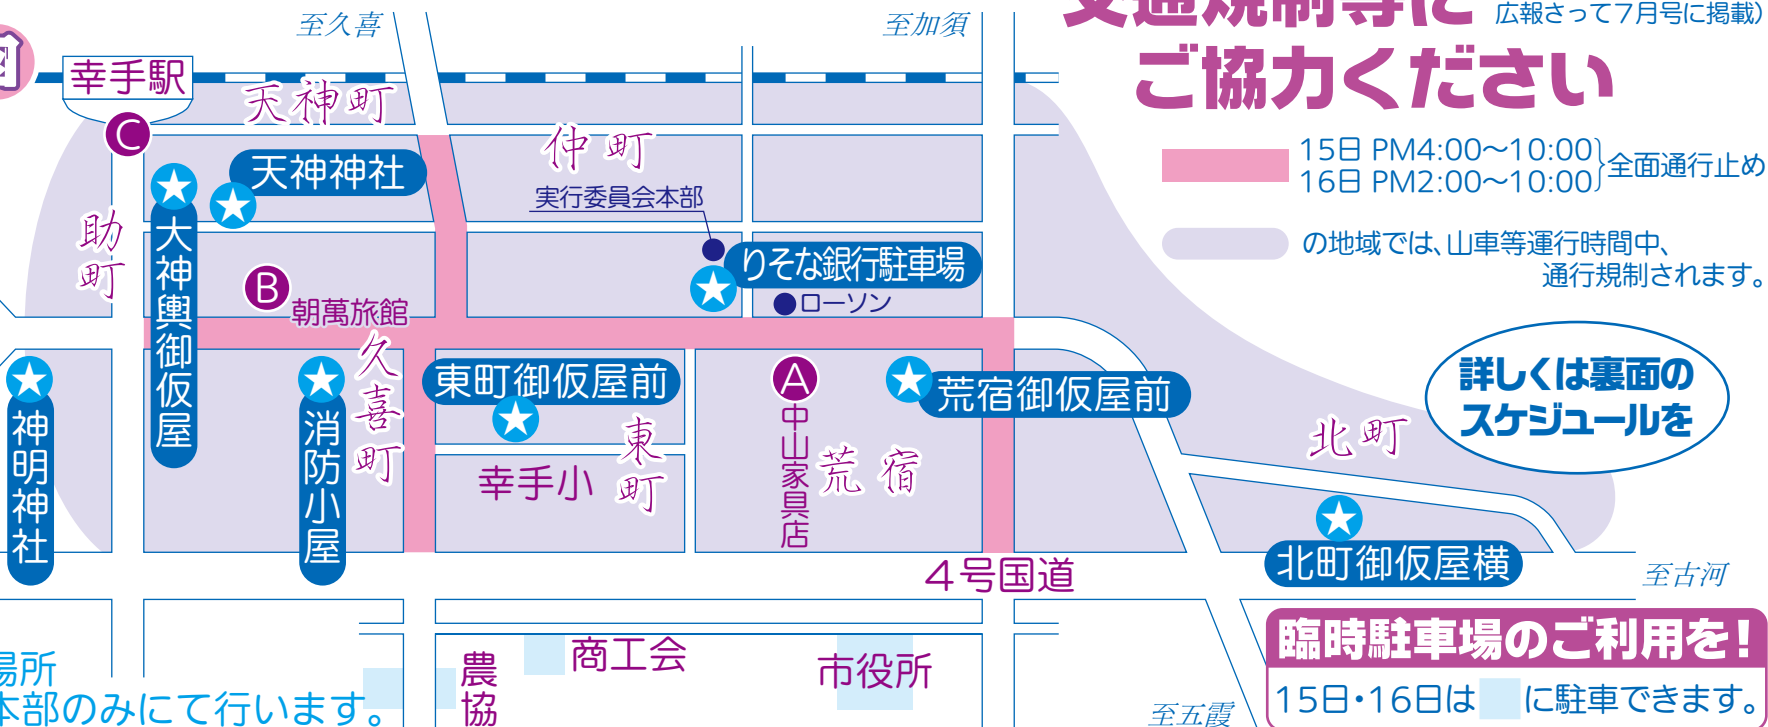 交通規制等に
広報さって7月号に掲載）
ご協力ください
至久喜
至加須
幸手駅
天神町
仲町
C
天神神社
実行委員会本部
助町
大神輿御仮屋
りそな銀行駐車場
B
朝萬旅館
ローソン
15日 PM4:00〜10:00
16日 PM2:00〜10:00
全面通行止め
の地域では、山車等運行時間中、
通行規制されます。
久喜町
東町御仮屋前
A
中山家具店
荒宿御仮屋前
詳しくは裏面の
スケジュールを
神明神社
消防小屋
幸手小
東町
荒宿
北町
北町御仮屋横
4号国道
至古河
商工会
農協
市役所
至五霞
場所
本部のみにて行います。
臨時駐車場のご利用を!
15日・16日は に駐車できます。